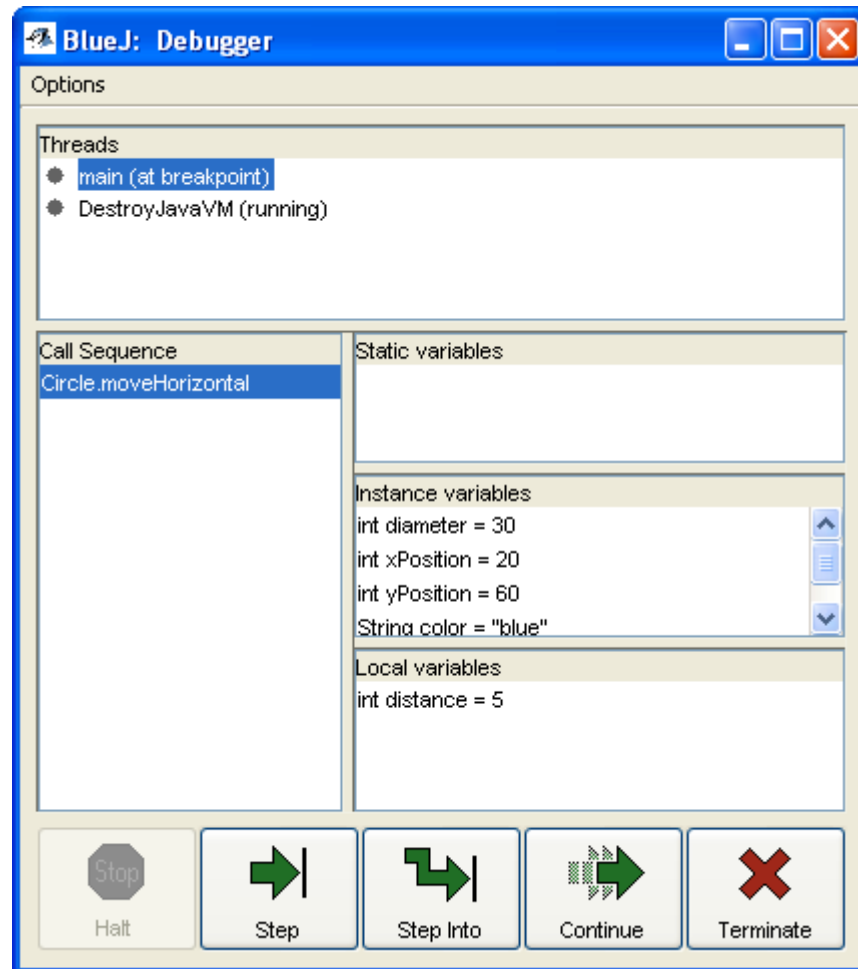 BlueJ: Debugger
Options
Threads
main (at breakpoint)
DestroyJavaVM (running)
Call Sequence
Circle.moveHorizontal
Static variables
Instance variables
int diameter = 30
int xPosition = 20
int yPosition = 60
String color = "blue"
Local variables
int distance = 5
Stop
Halt
Step
Step Into
Continue
Terminate